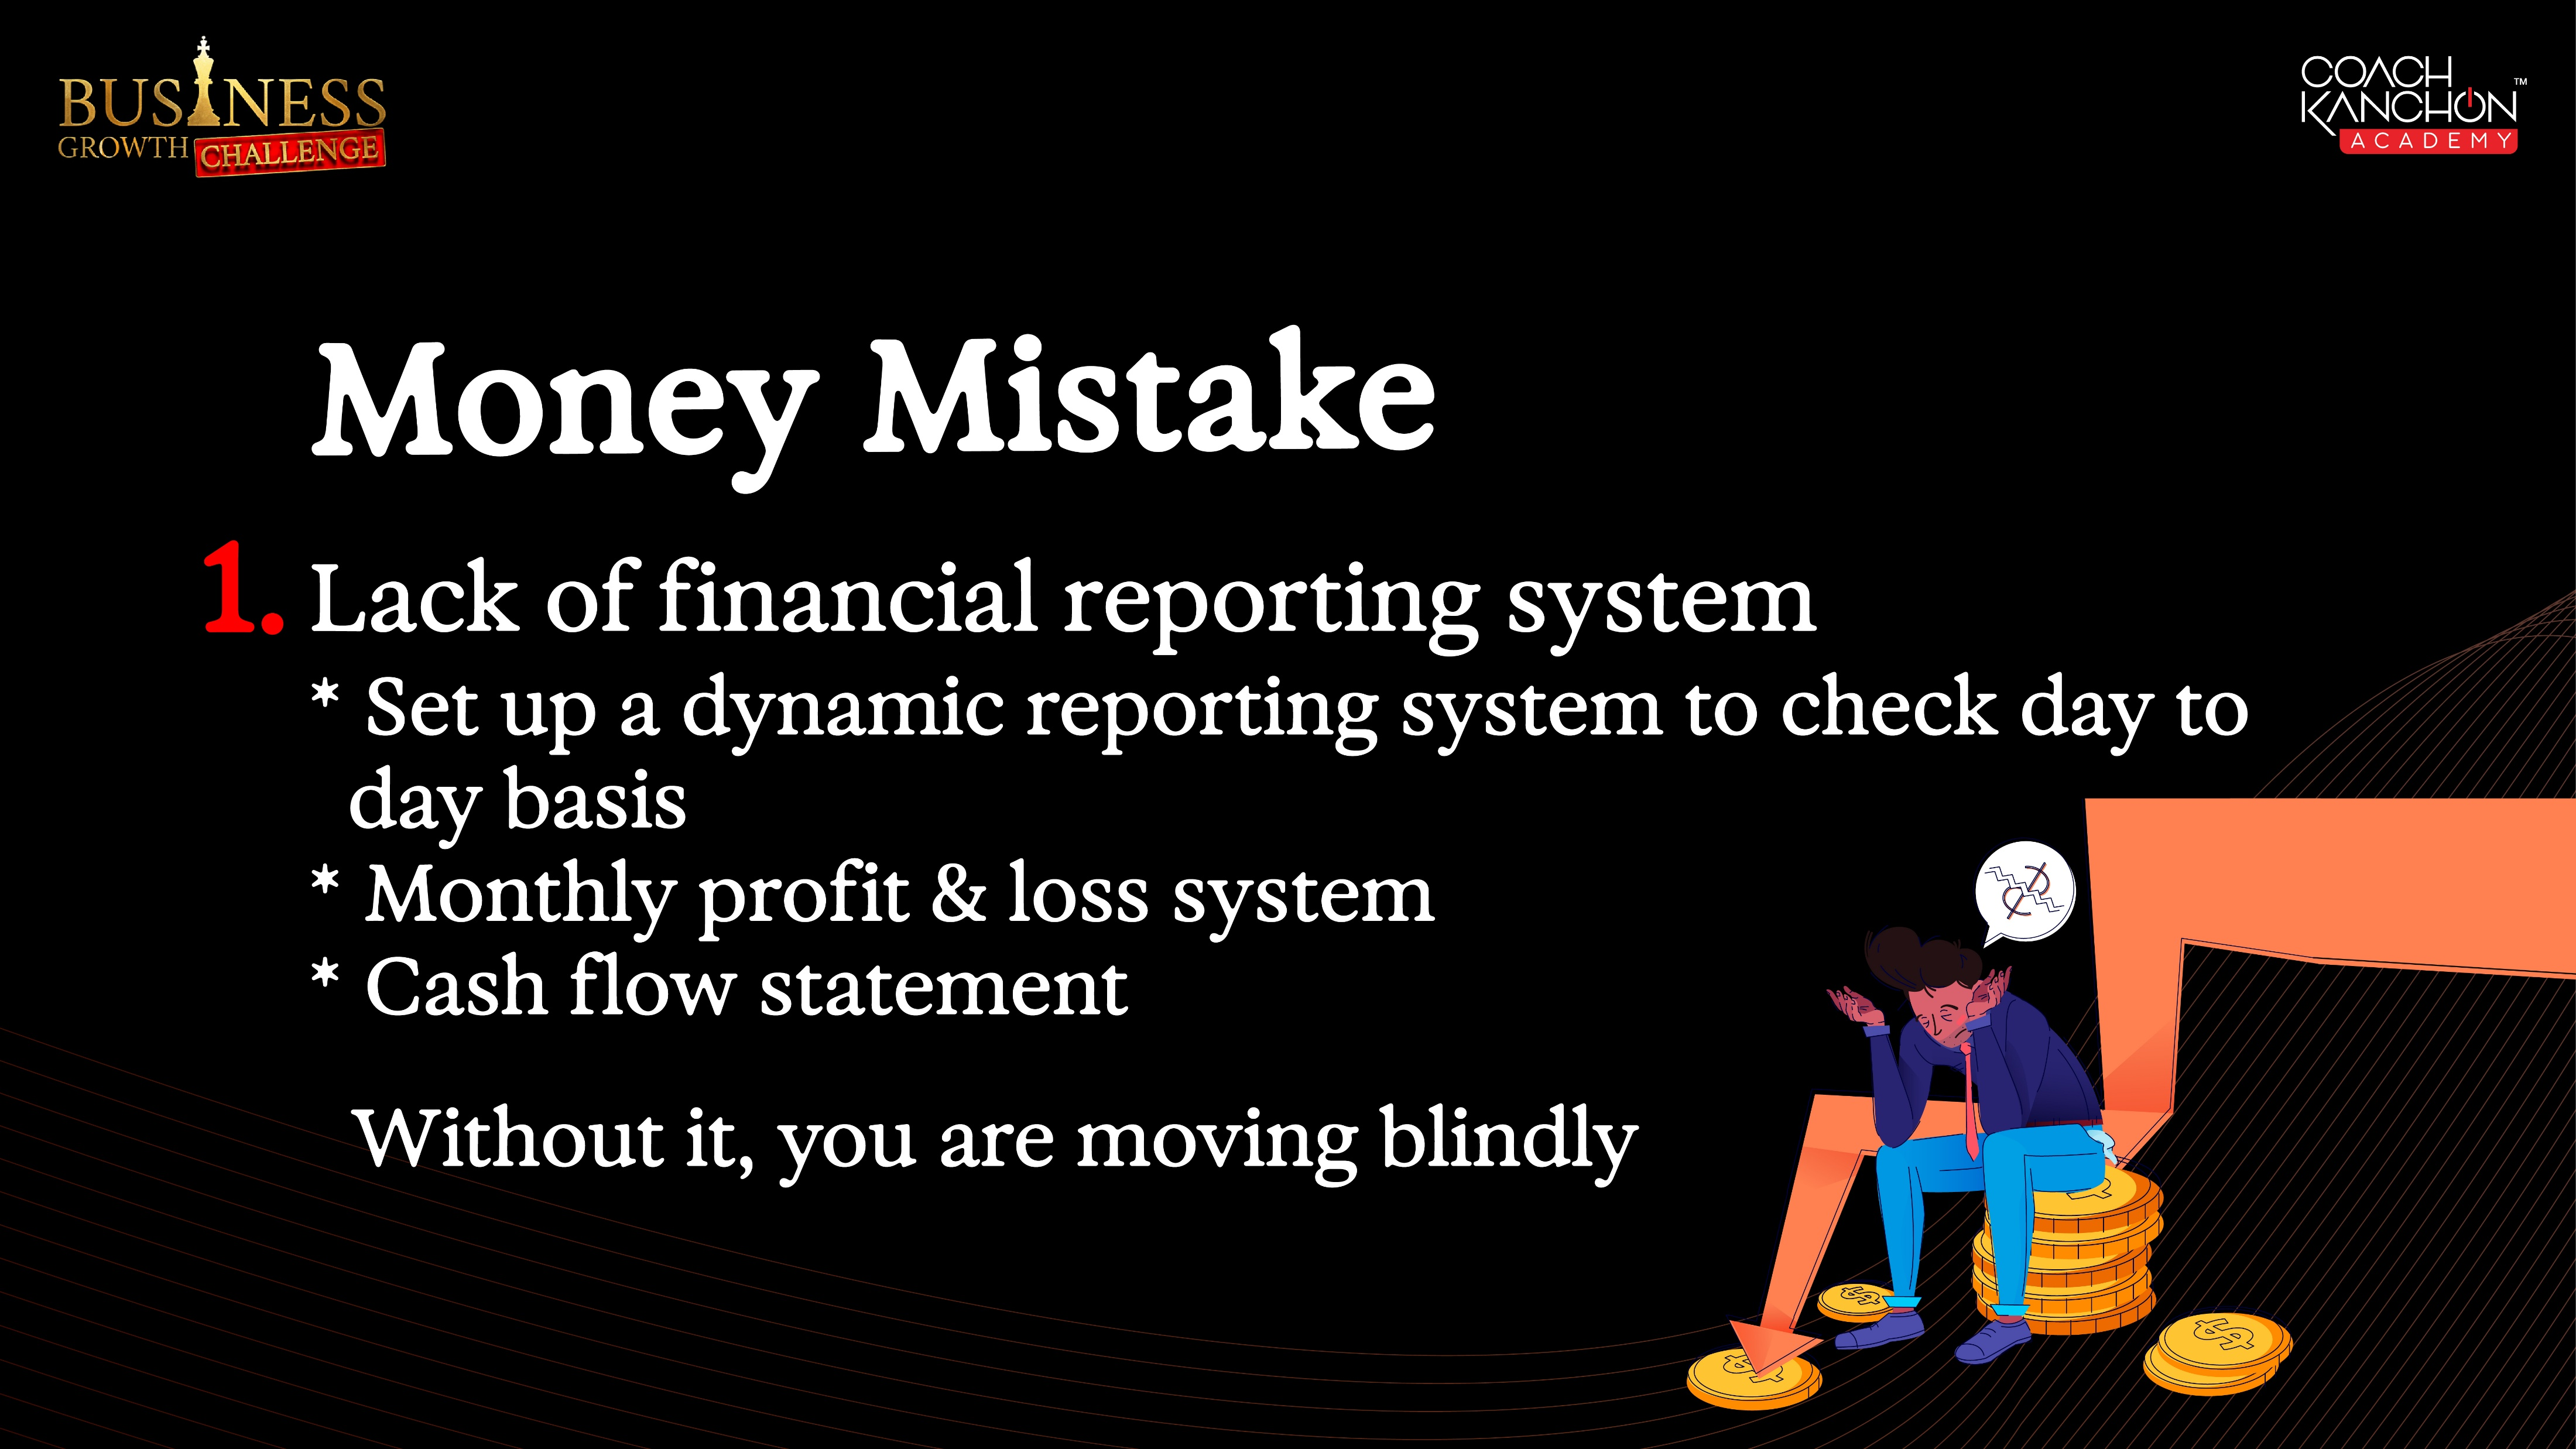 BUSINESS
GROWTH CHALLENGE
COACH
KANCHON™
ACADEMY
Money Mistake
1. Lack of financial reporting system
* Set up a dynamic reporting system to check day to
day basis
* Monthly profit & loss system
* Cash flow statement
Without it, you are moving blindly